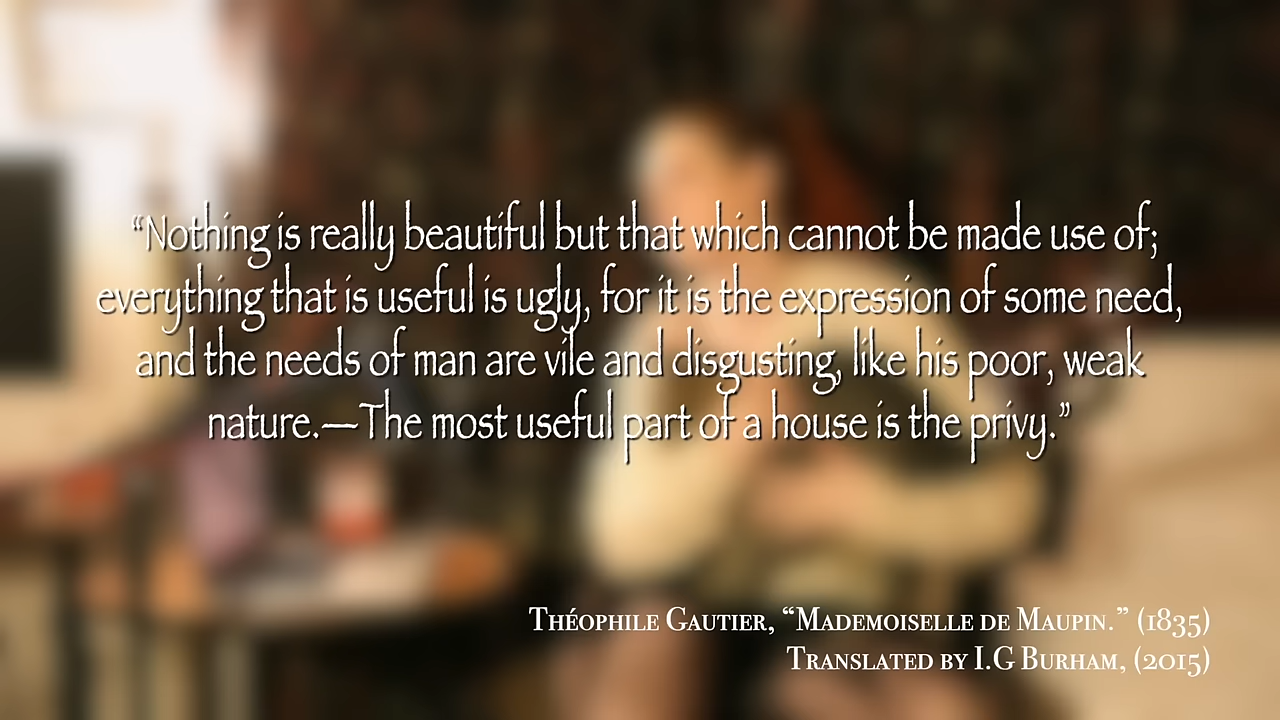 “Nothing is really beautiful but that which cannot be made use of;
everything that is useful is ugly, for it is the expression of some need,
and the needs of man are vile and disgusting, like his poor, weak
nature.—The most useful part of a house is the privy.”
Théophile Gautier, “Mademoiselle de Maupin.” (1835)
Translated by I.G Burham, (2015)